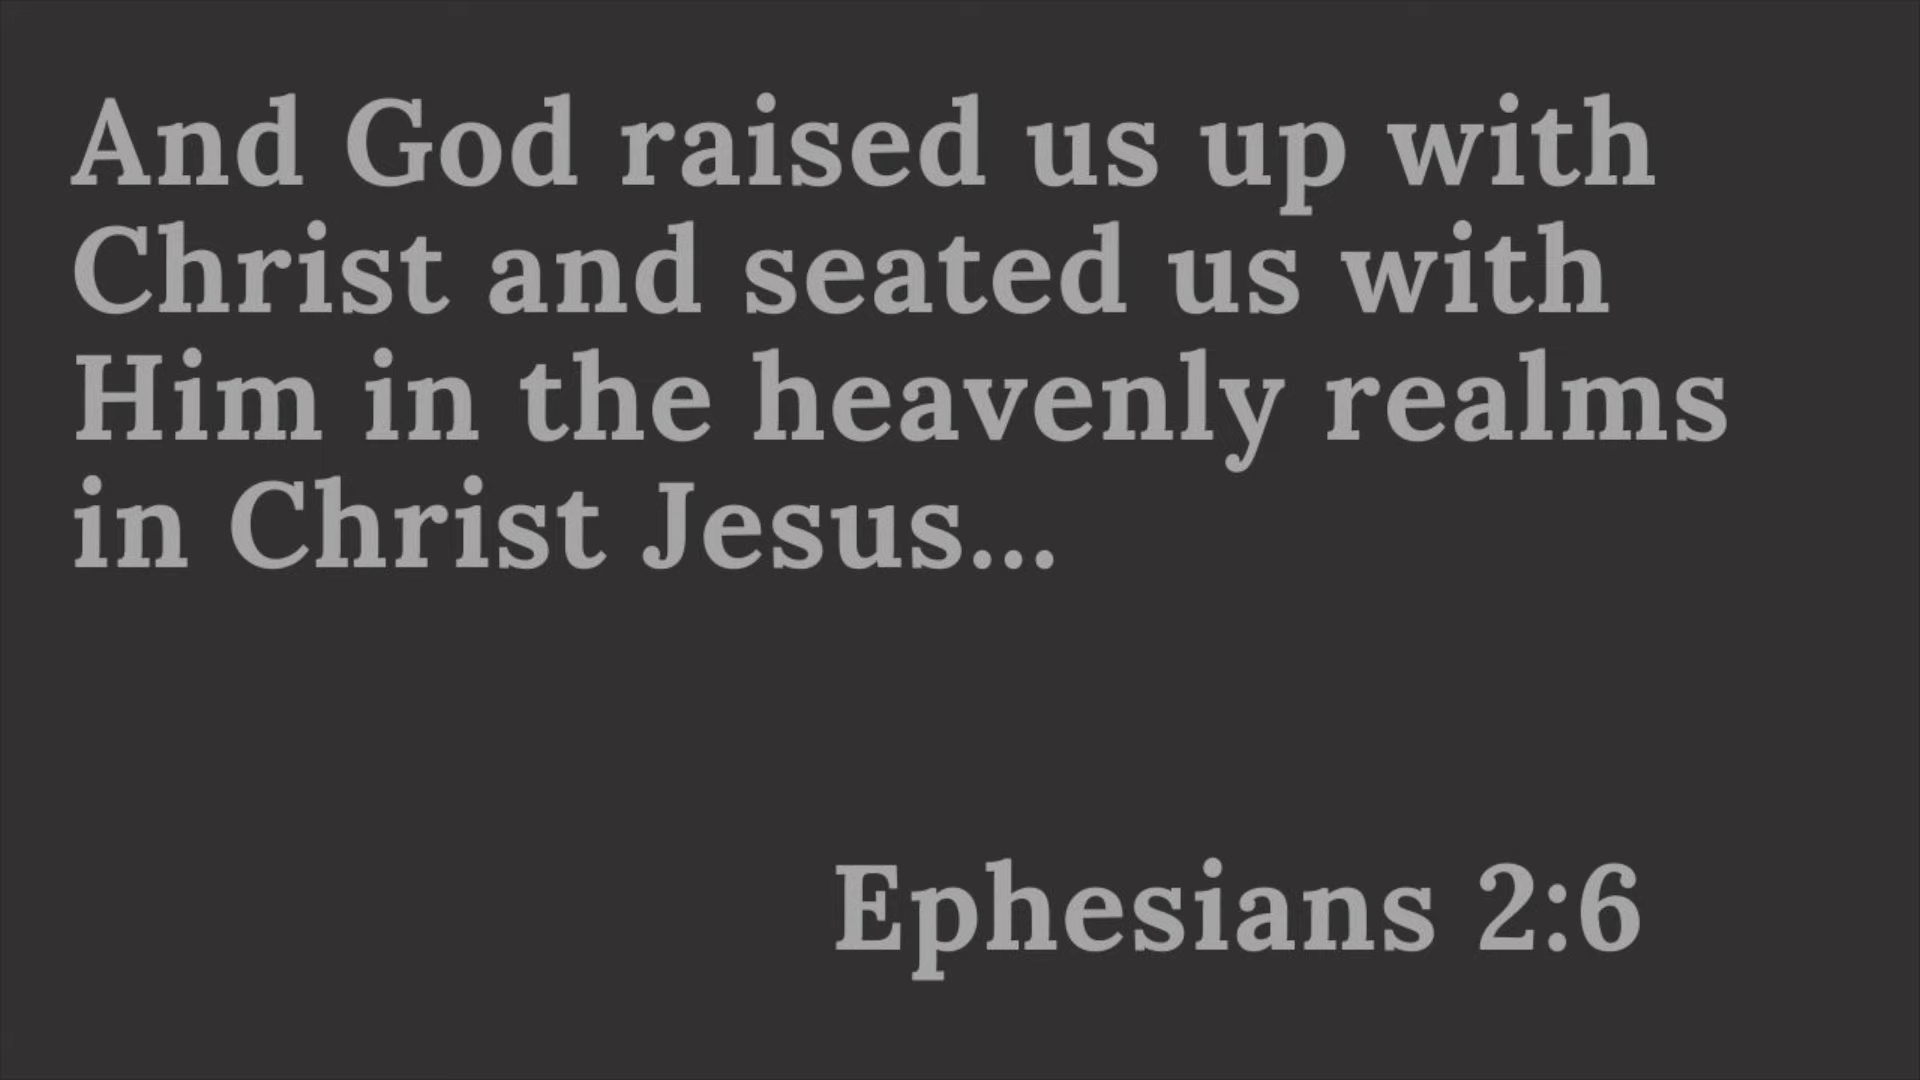 And God raised us up with
Christ and seated us with
Him in the heavenly realms
in Christ Jesus...
Ephesians 2:6